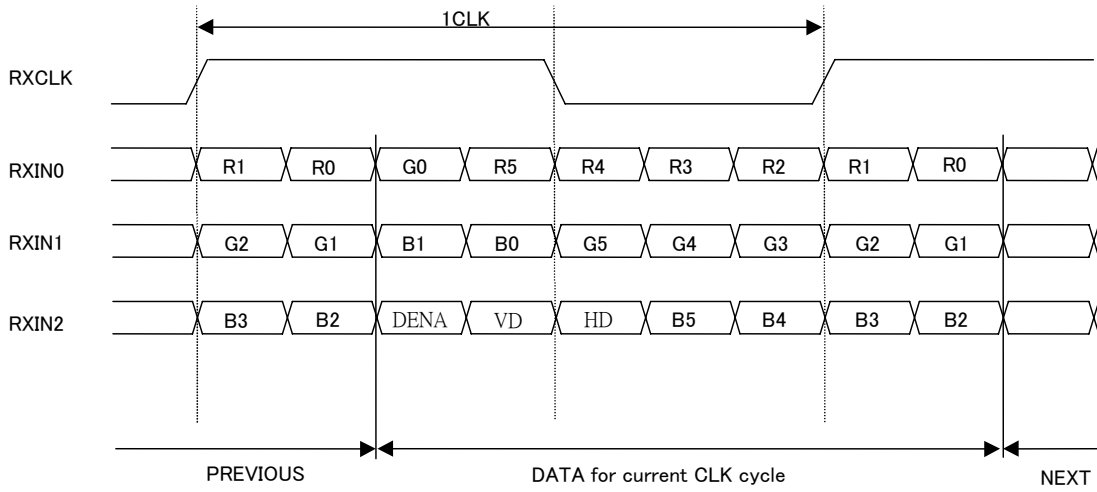 1CLK
RXCLK
RXIN0 R1 R0 G0 R5 R4 R3 R2 R1 R0
RXIN1 G2 G1 B1 B0 G5 G4 G3 G2 G1
RXIN2 B3 B2 DENA VD HD B5 B4 B3 B2
PREVIOUS DATA for current CLK cycle NEXT